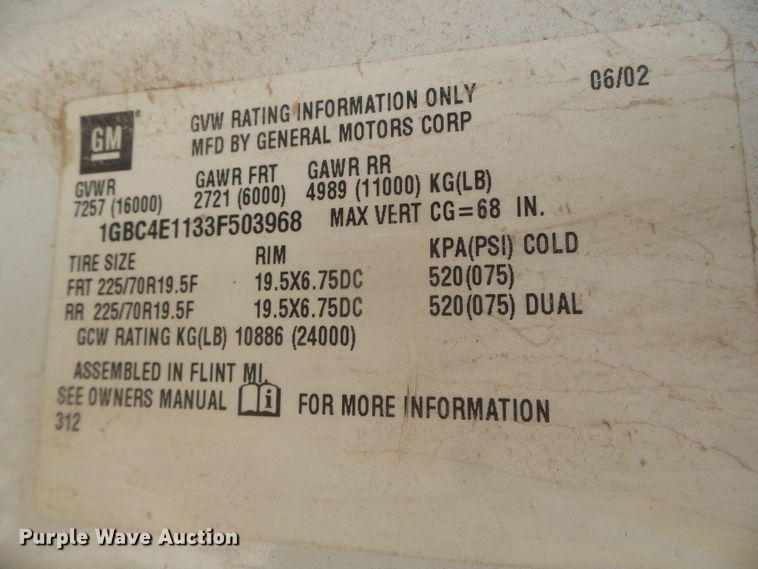 06/02
GM GVW RATING INFORMATION ONLY
MFD BY GENERAL MOTORS CORP
GVWR GAWR FRT GAWR RR
7257 (16000) 2721 (6000) 4989 (11000) KG(LB)
1GBC4E1133F503968 MAX VERT CG=68 IN.
TIRE SIZE RIM KPA(PSI) COLD
FRT 225/70R19.5F 19.5X6.75DC 520(075)
RR 225/70R19.5F 19.5X6.75DC 520(075) DUAL
GCW RATING KG(LB) 10886 (24000)
ASSEMBLED IN FLINT MI.
SEE OWNERS MANUAL i FOR MORE INFORMATION
312
Purple Wave Auction